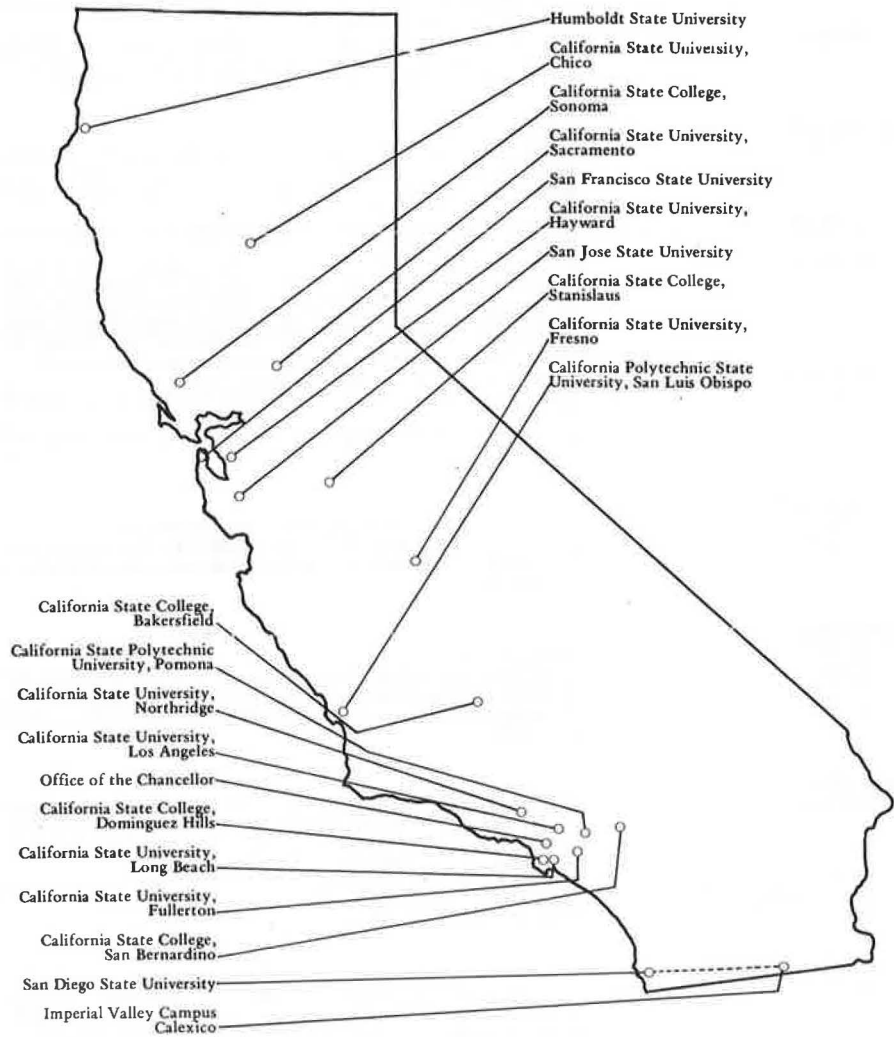 Humboldt State University
California State University,
Chico
California State College,
Sonoma
California State University,
Sacramento
San Francisco State University
California State University,
Hayward
San Jose State University
California State College,
Stanislaus
California State University,
Fresno
California Polytechnic State
University, San Luis Obispo
California State College,
Bakersfield
California State Polytechnic
University, Pomona
California State University,
Northridge
California State University,
Los Angeles
Office of the Chancellor
California State College,
Dominguez Hills
California State University,
Long Beach
California State University,
Fullerton
California State College,
San Bernardino
San Diego State University
Imperial Valley Campus
Calexico